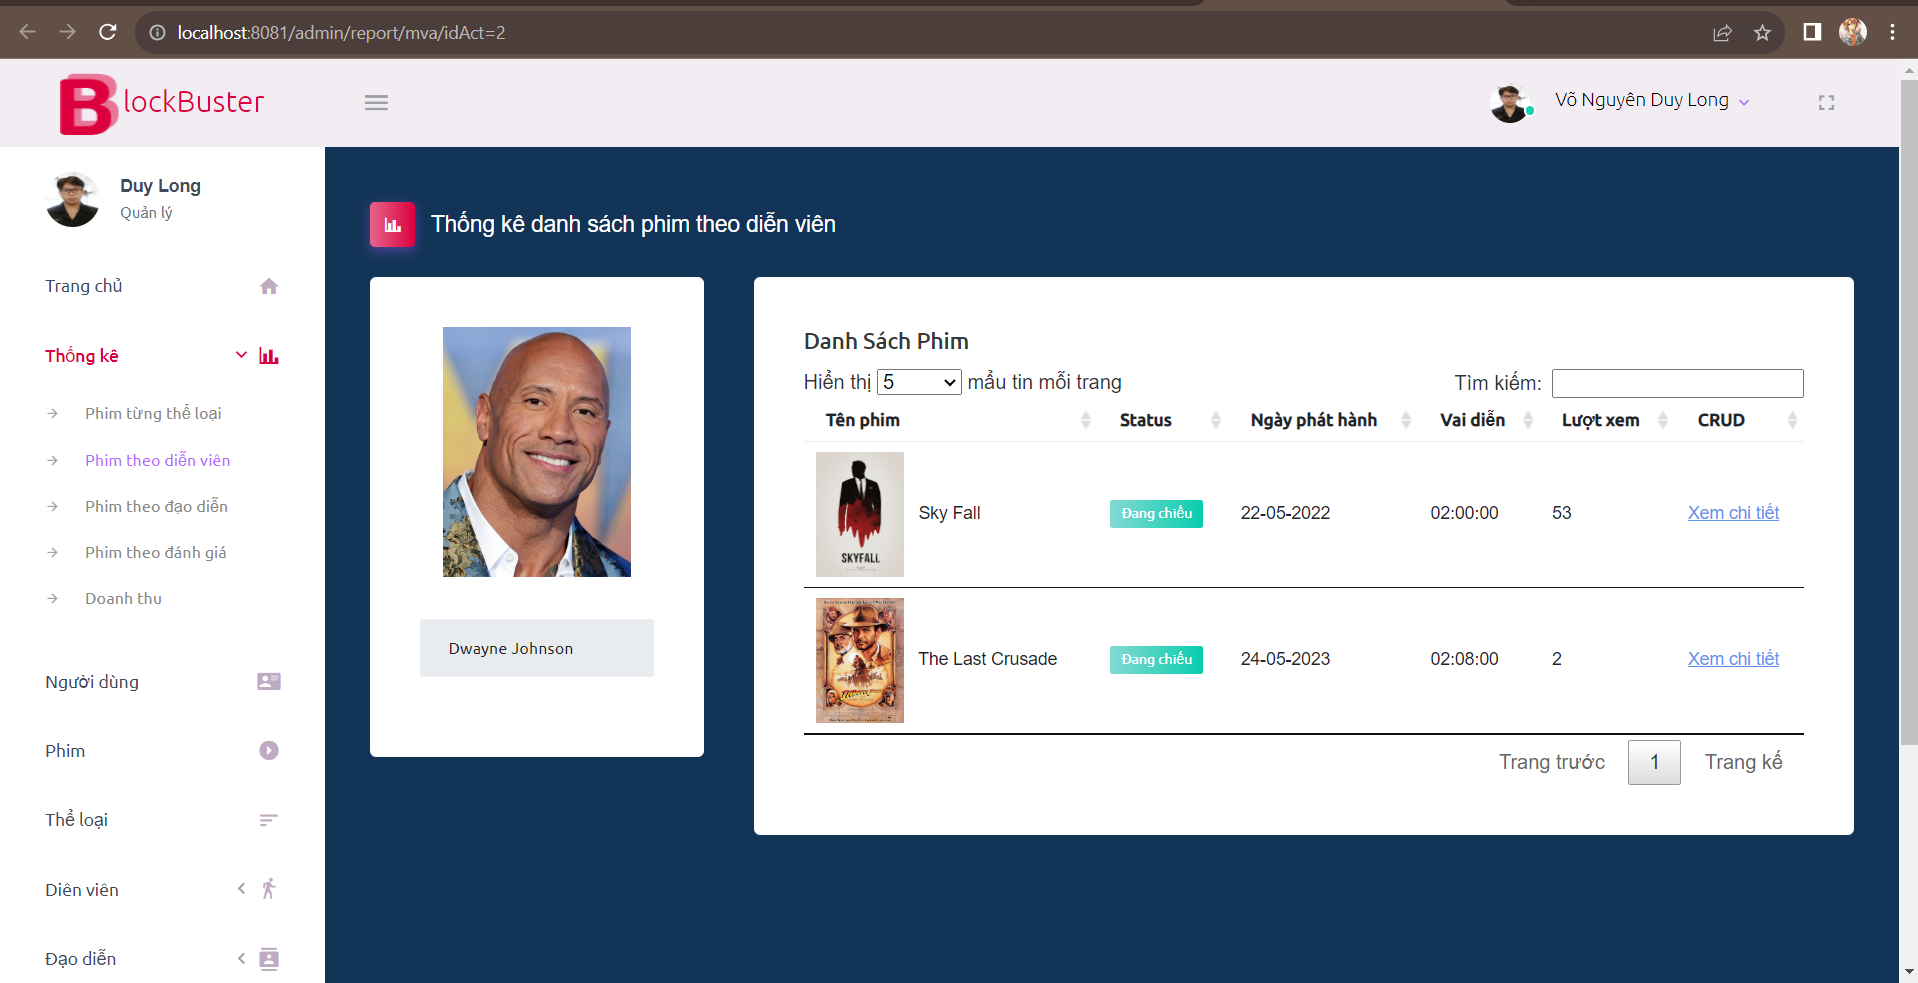 localhost:8081/admin/report/mva/idAct=2
BlockBuster
Võ Nguyên Duy Long
Duy Long
Quản lý
Trang chủ
Thống kê
Phim từng thể loại
Phim theo diễn viên
Phim theo đạo diễn
Phim theo đánh giá
Doanh thu
Người dùng
Phim
Thể loại
Diên viên
Đạo diễn
Thống kê danh sách phim theo diễn viên
Dwayne Johnson
Danh Sách Phim
Hiển thị 5 mẩu tin mỗi trang Tìm kiếm:
Tên phim Status Ngày phát hành Vai diễn Lượt xem CRUD
SKYFALL
Sky Fall Đang chiếu 22-05-2022 02:00:00 53 Xem chi tiết
The Last Crusade Đang chiếu 24-05-2023 02:08:00 2 Xem chi tiết
Trang trước 1 Trang kế